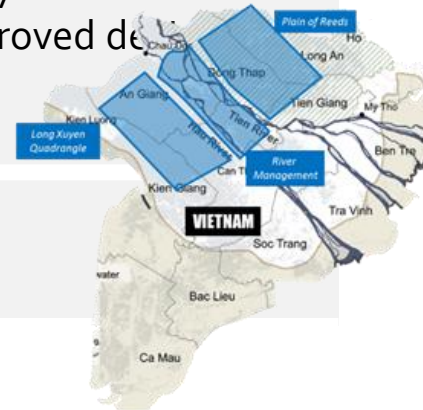 roved de
Plain of Reeds
Ho
Chau
Long An
Dong Thap
An Giang
Tien Giang
My Tho
Kien Luong
Tien River
Hau River
Long Xuyen
Quadrangle
Ben Tre
River
Management
Can T
Kien Giang
Tra Vinh
VIETNAM
Soc Trang
water
Bac Lieu
Ca Mau